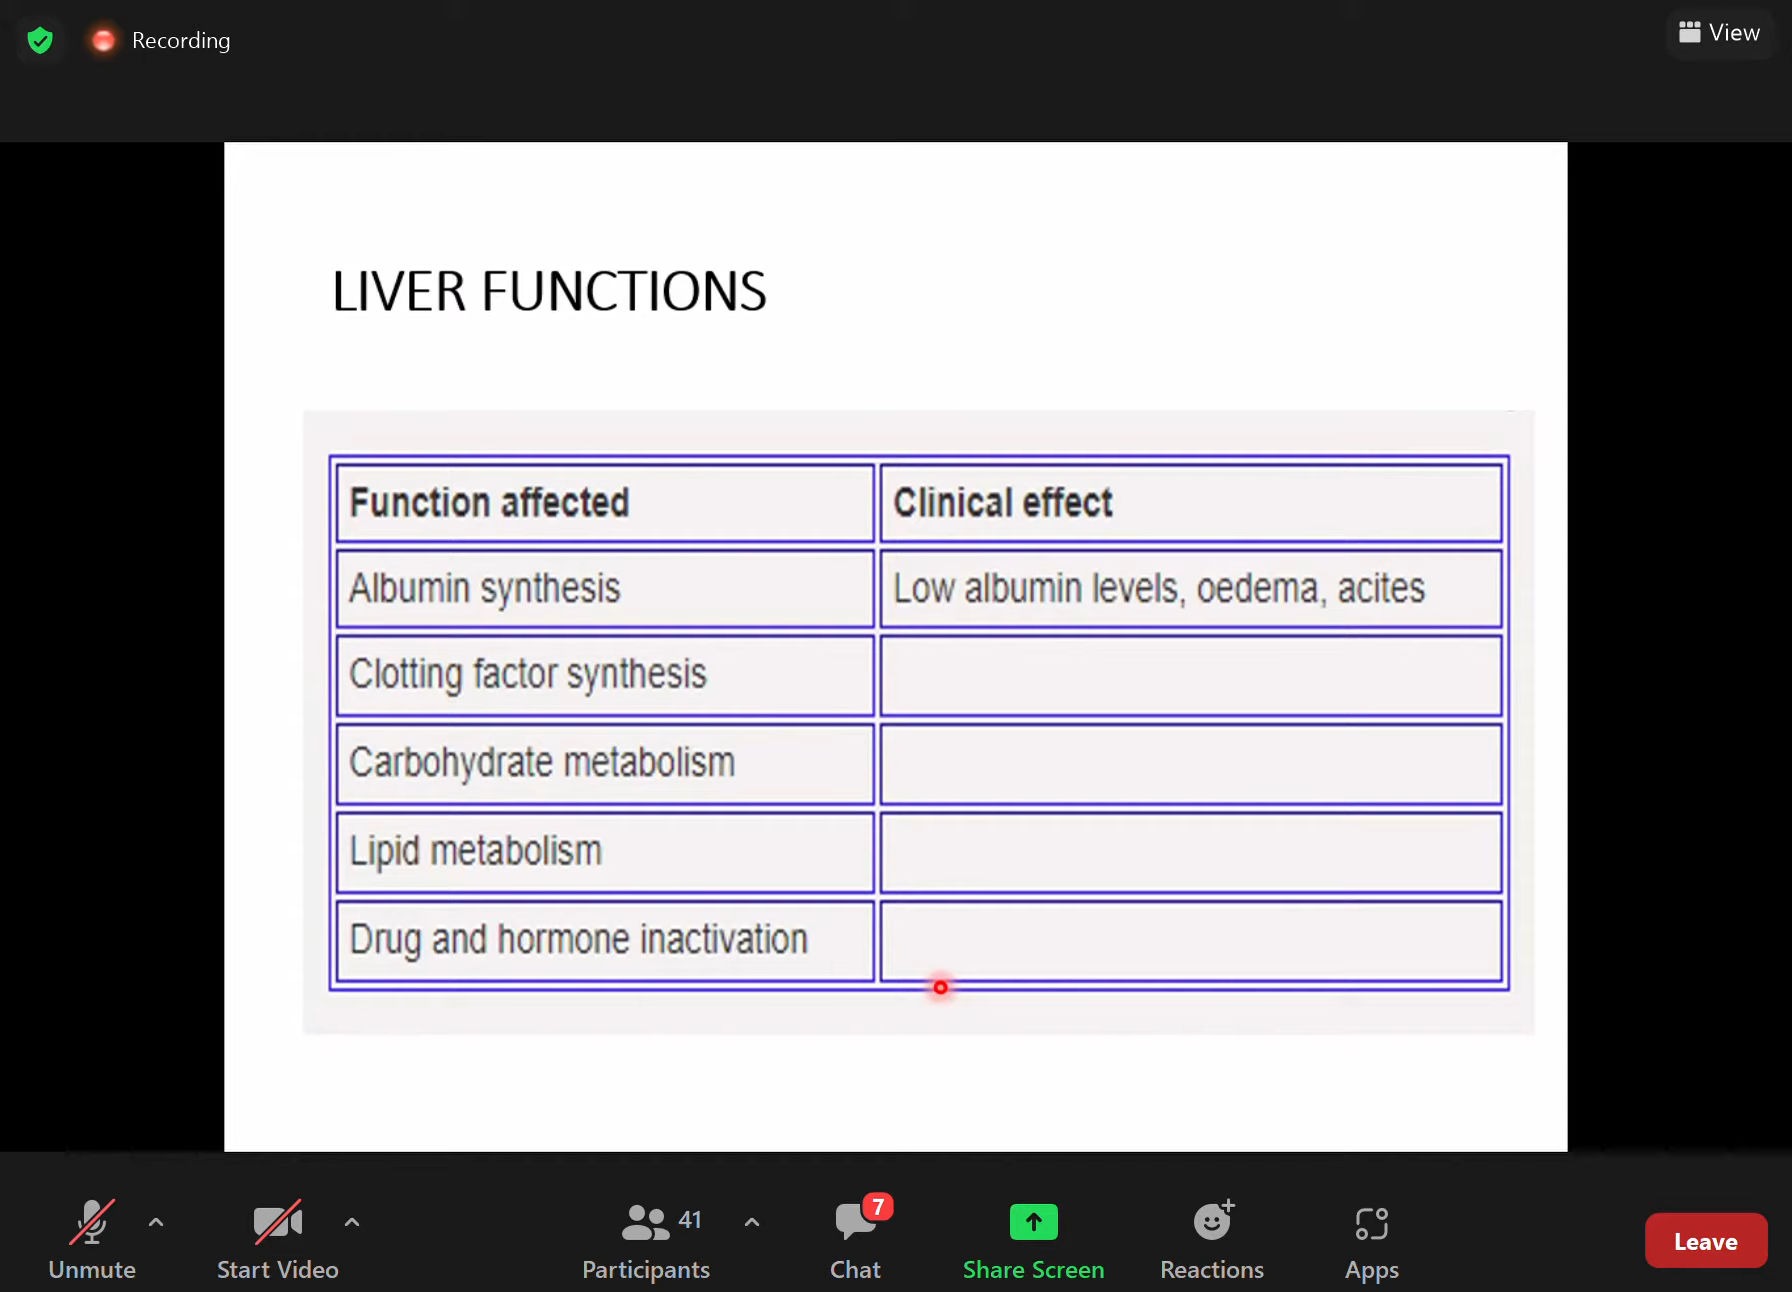 Recording
View
LIVER FUNCTIONS
Function affected Clinical effect
Albumin synthesis Low albumin levels, oedema, acites
Clotting factor synthesis
Carbohydrate metabolism
Lipid metabolism
Drug and hormone inactivation
41 7
Unmute Start Video Participants Chat Share Screen Reactions Apps Leave